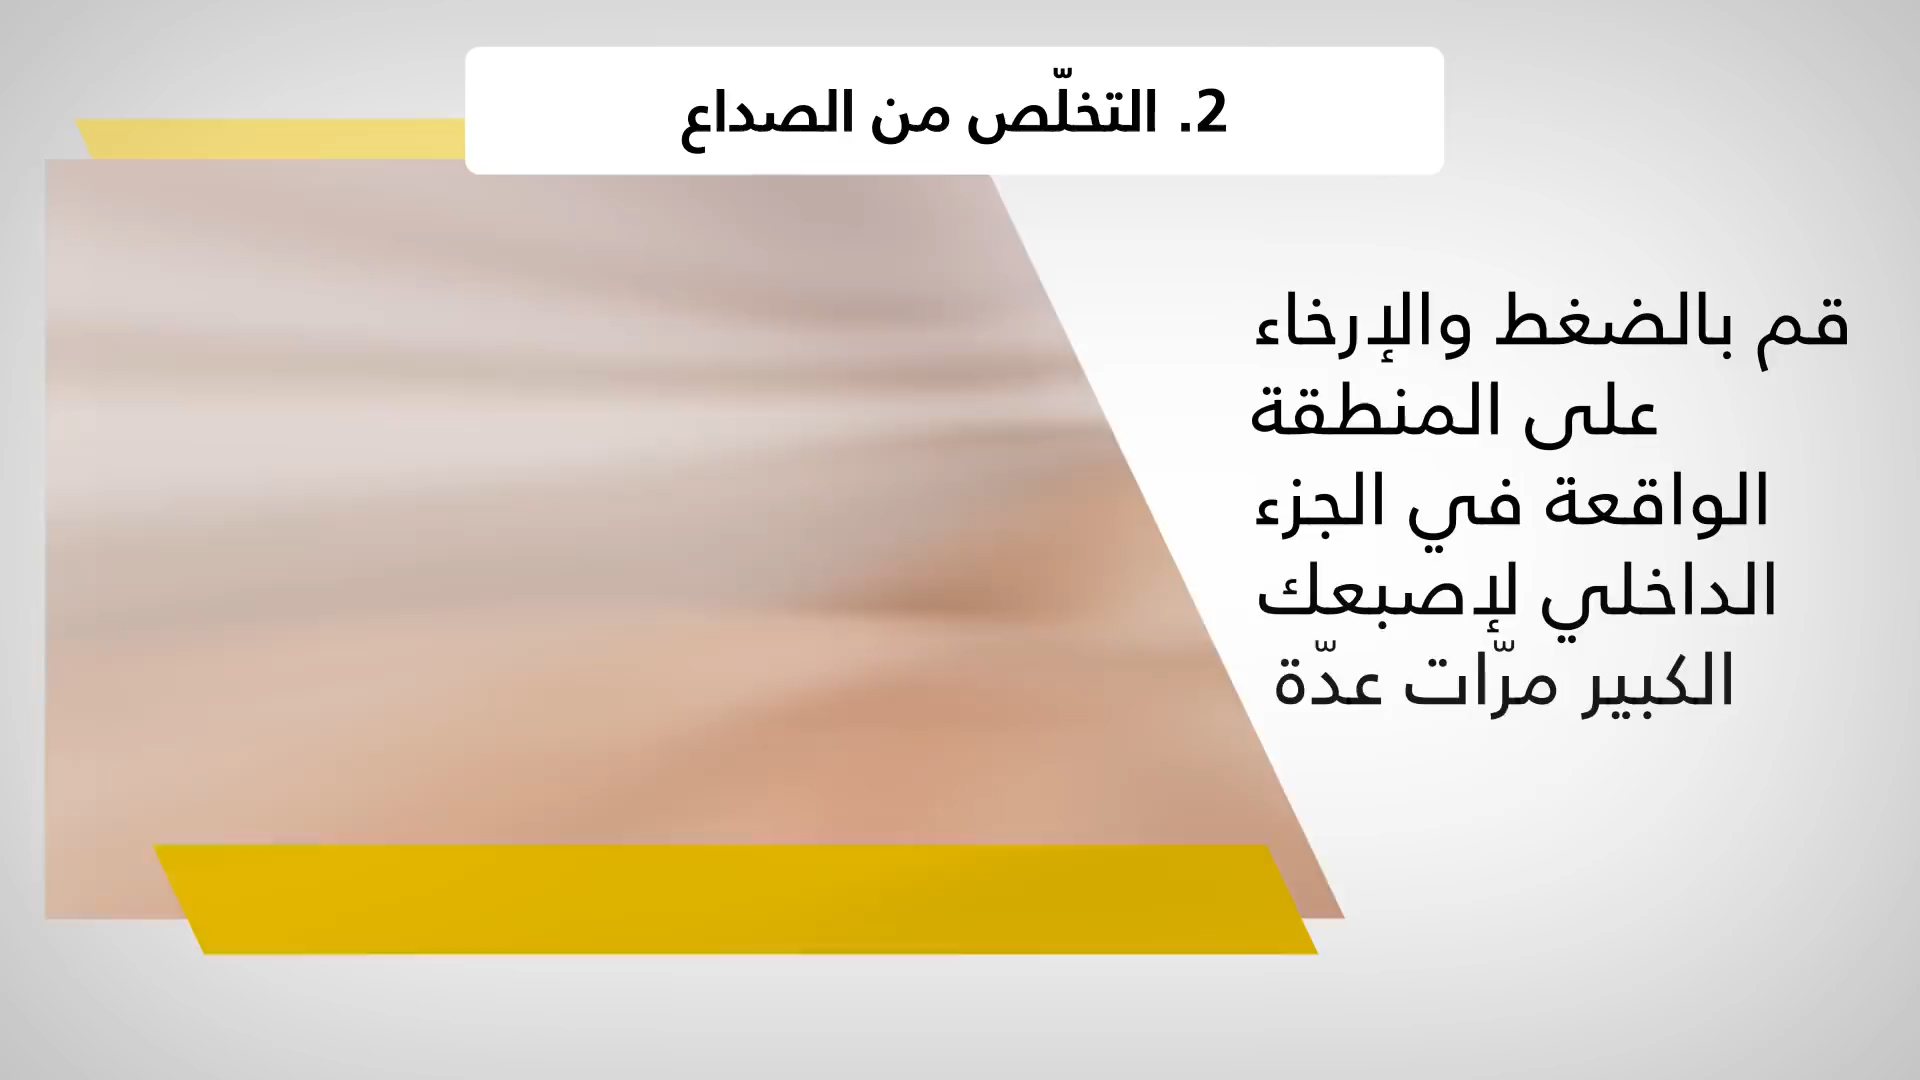 2. التخلّص من الصداع
قم بالضغط والإرخاء
على المنطقة
الواقعة في الجزء
الداخلي لإصبعك
الكبير مرّات عدّة